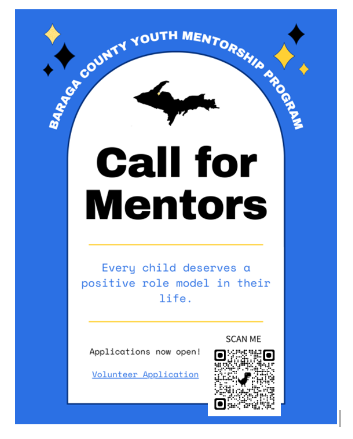 BARAGA COUNTY YOUTH MENTORSHIP PROGRAM
Call for
Mentors
Every child deserves a
positive role model in their
life.
SCAN ME
Applications now open!
Volunteer Application